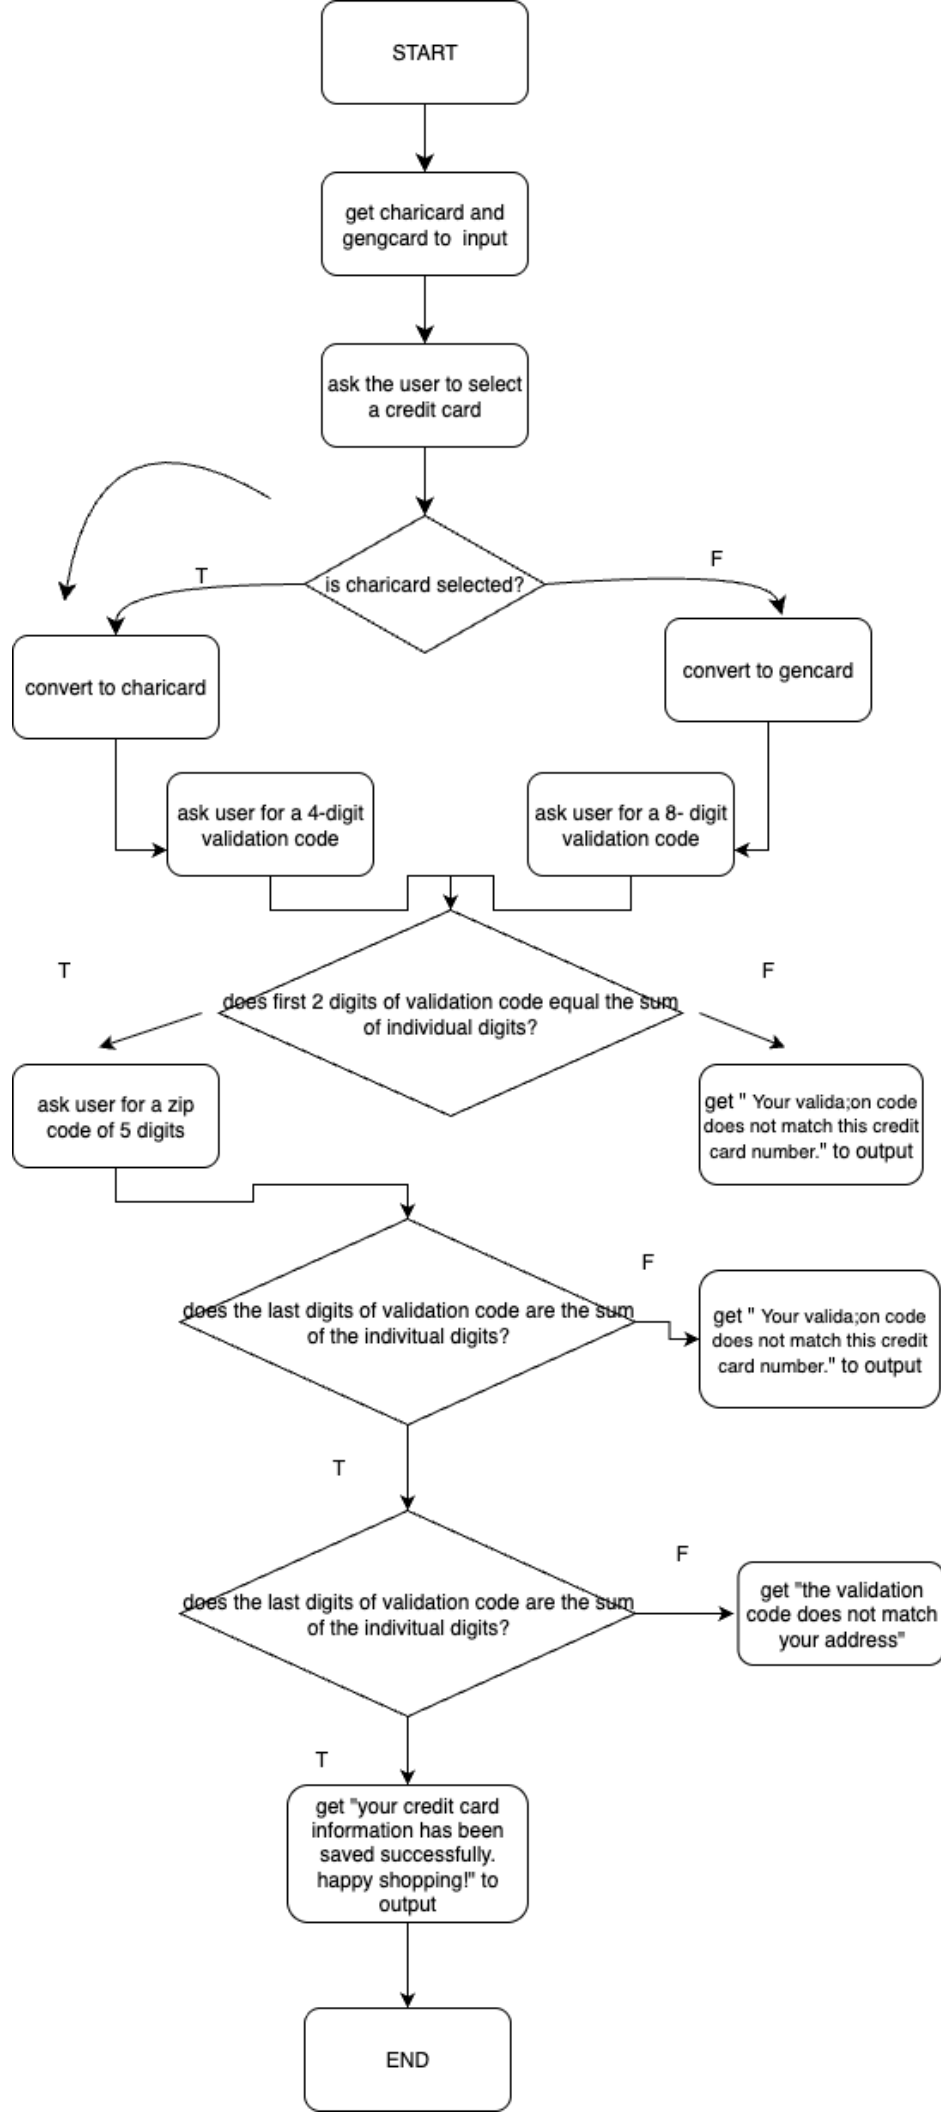 START
get charicard and
gengcard to  input
ask the user to select
a credit card
is charicard selected?
T
F
convert to charicard
convert to gencard
ask user for a 4-digit
validation code
ask user for a 8- digit
validation code
T
F
does first 2 digits of validation code equal the sum
of individual digits?
ask user for a zip
code of 5 digits
get " Your valida;on code
does not match this credit
card number." to output
does the last digits of validation code are the sum
of the indivitual digits?
F
get " Your valida;on code
does not match this credit
card number." to output
T
does the last digits of validation code are the sum
of the indivitual digits?
F
get "the validation
code does not match
your address"
T
get "your credit card
information has been
saved successfully.
happy shopping!" to
output
END